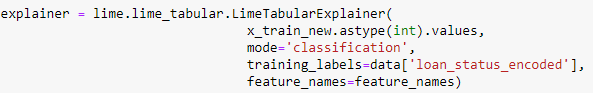 explainer = lime.lime_tabular.LimeTabularExplainer(
x_train_new.astype(int).values,
mode='classification',
training_labels=data['loan_status_encoded'],
feature_names=feature_names)